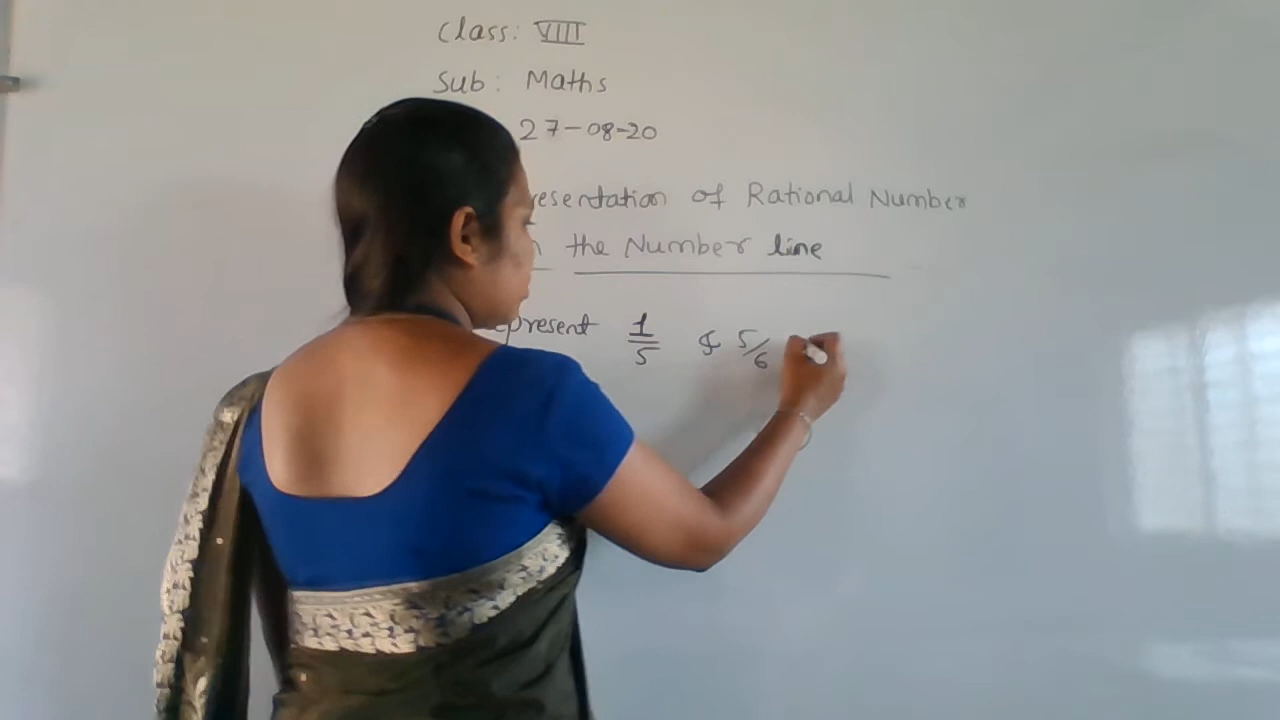 Class: VIII
Sub: Maths
27-08-20
resentation of Rational Number
the Number line
present 1/5 & 5/6